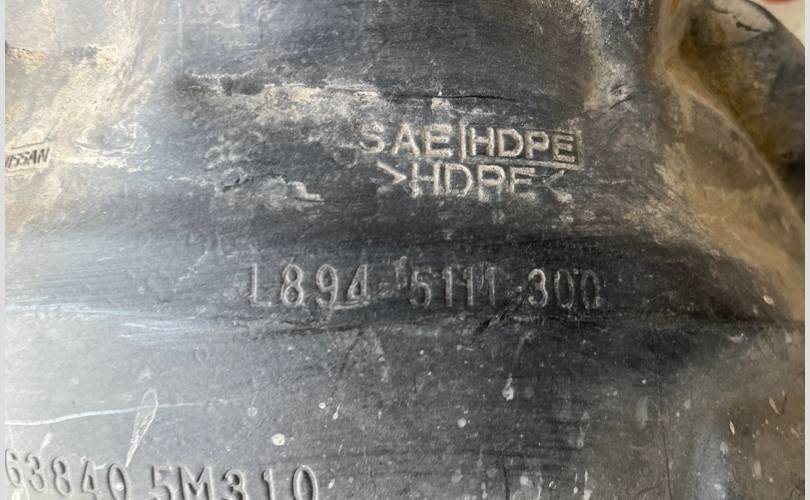 SAE HDPE
NISSAN
>HDPE<
L894 5111 300
63840 5M310